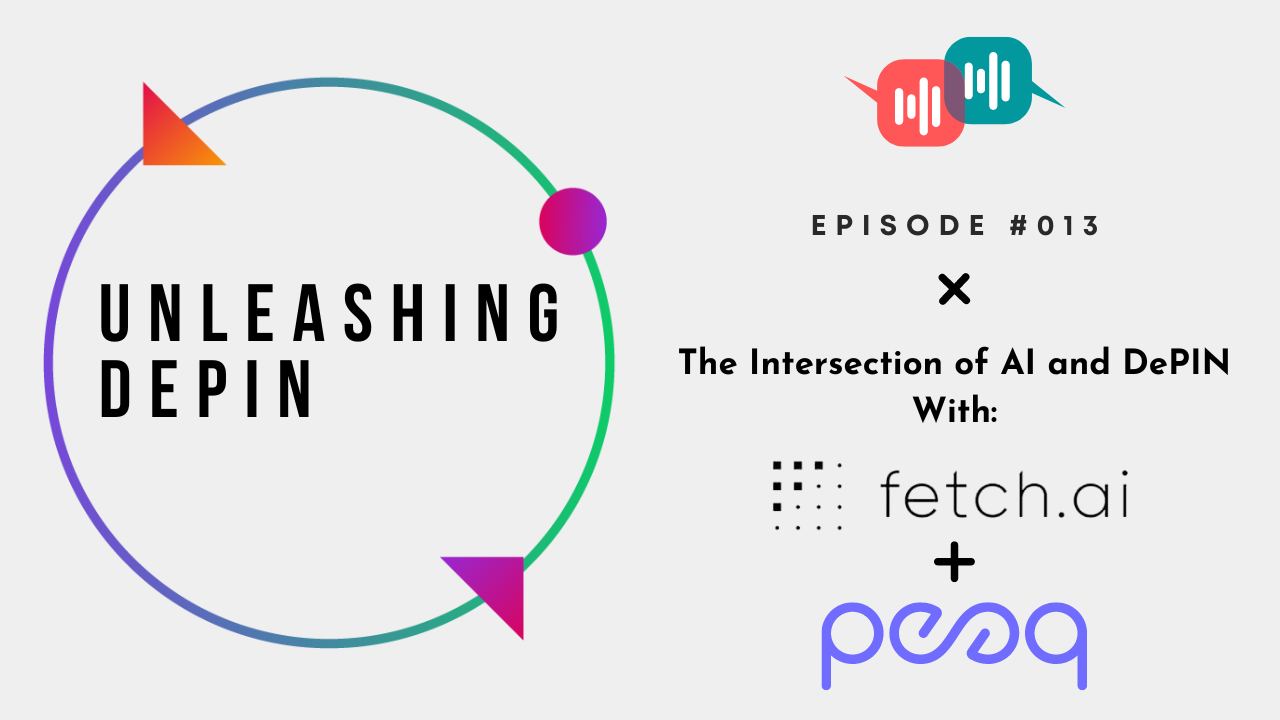 UNLEASHING
DEPIN
EPISODE #013
The Intersection of AI and DePIN
With:
fetch.ai
+
peaq